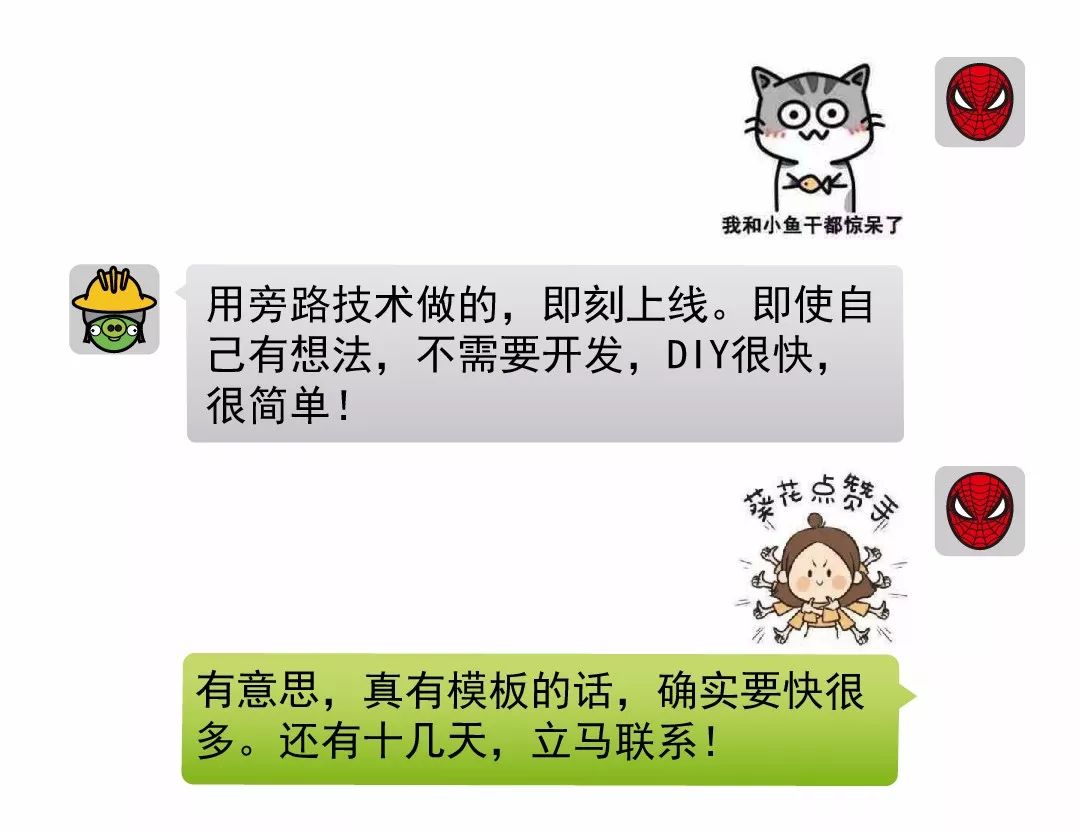 我和小鱼干都惊呆了
用旁路技术做的，即刻上线。即使自
己有想法，不需要开发，DIY很快，
很简单！
葵花点赞手
有意思，真有模板的话，确实要快很
多。还有十几天，立马联系！